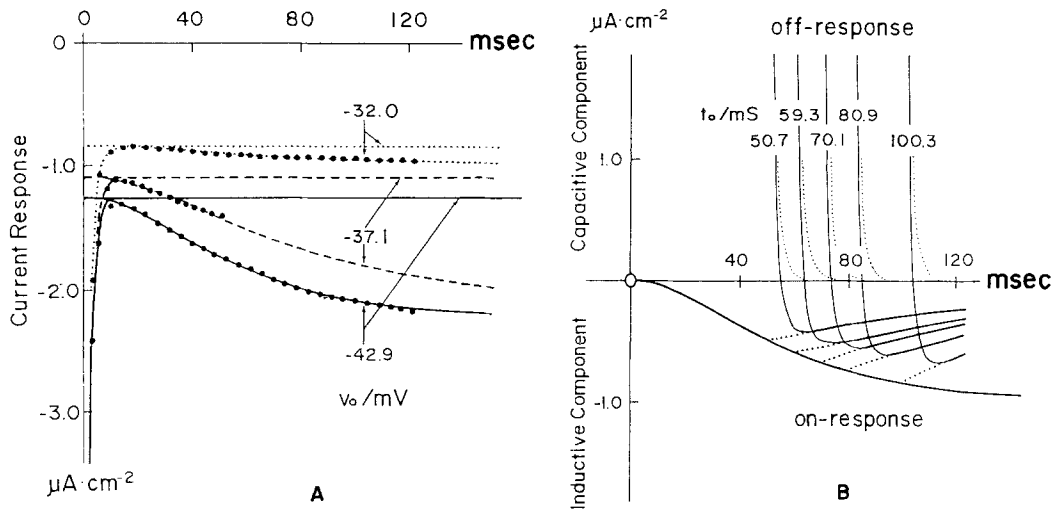 0 40 80 120
msec
0
-1.0
-2.0
-3.0
Current Response
μA·cm⁻²
-32.0
-37.1
-42.9
v₀/mV
A
μA·cm⁻²
off-response
t₀/mS 59.3 80.9
50.7 70.1 100.3
1.0
Capacitive Component
40 80 120
msec
-1.0
Inductive Component
on-response
B